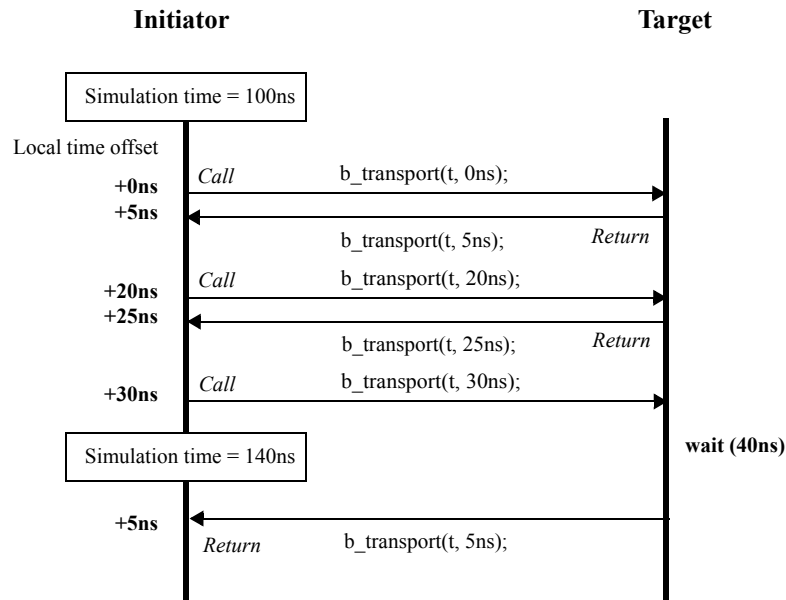 Initiator Target
Simulation time = 100ns
Local time offset
+0ns Call b_transport(t, 0ns);
+5ns
b_transport(t, 5ns); Return
+20ns Call b_transport(t, 20ns);
+25ns
b_transport(t, 25ns); Return
+30ns Call b_transport(t, 30ns);
wait (40ns)
Simulation time = 140ns
+5ns
Return b_transport(t, 5ns);